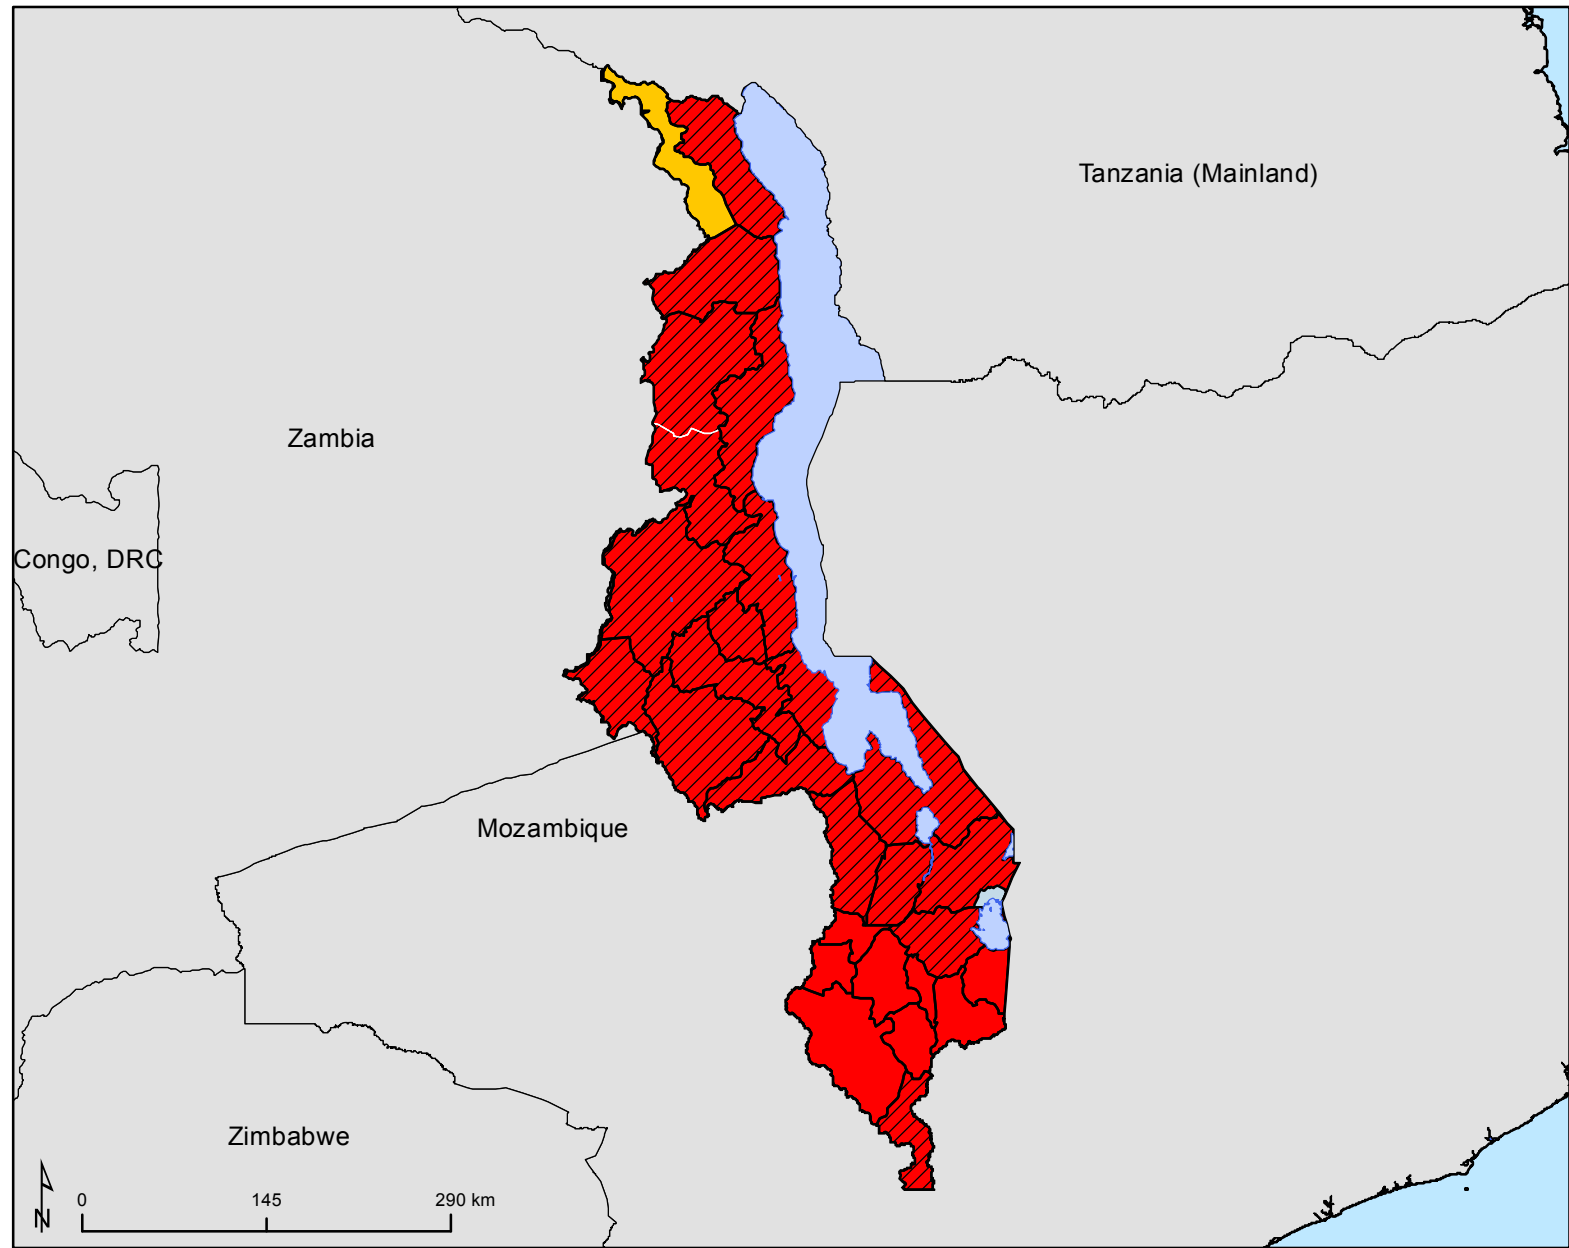 Tanzania (Mainland)
Zambia
Congo, DRC
Mozambique
Zimbabwe
N
0 145 290 km